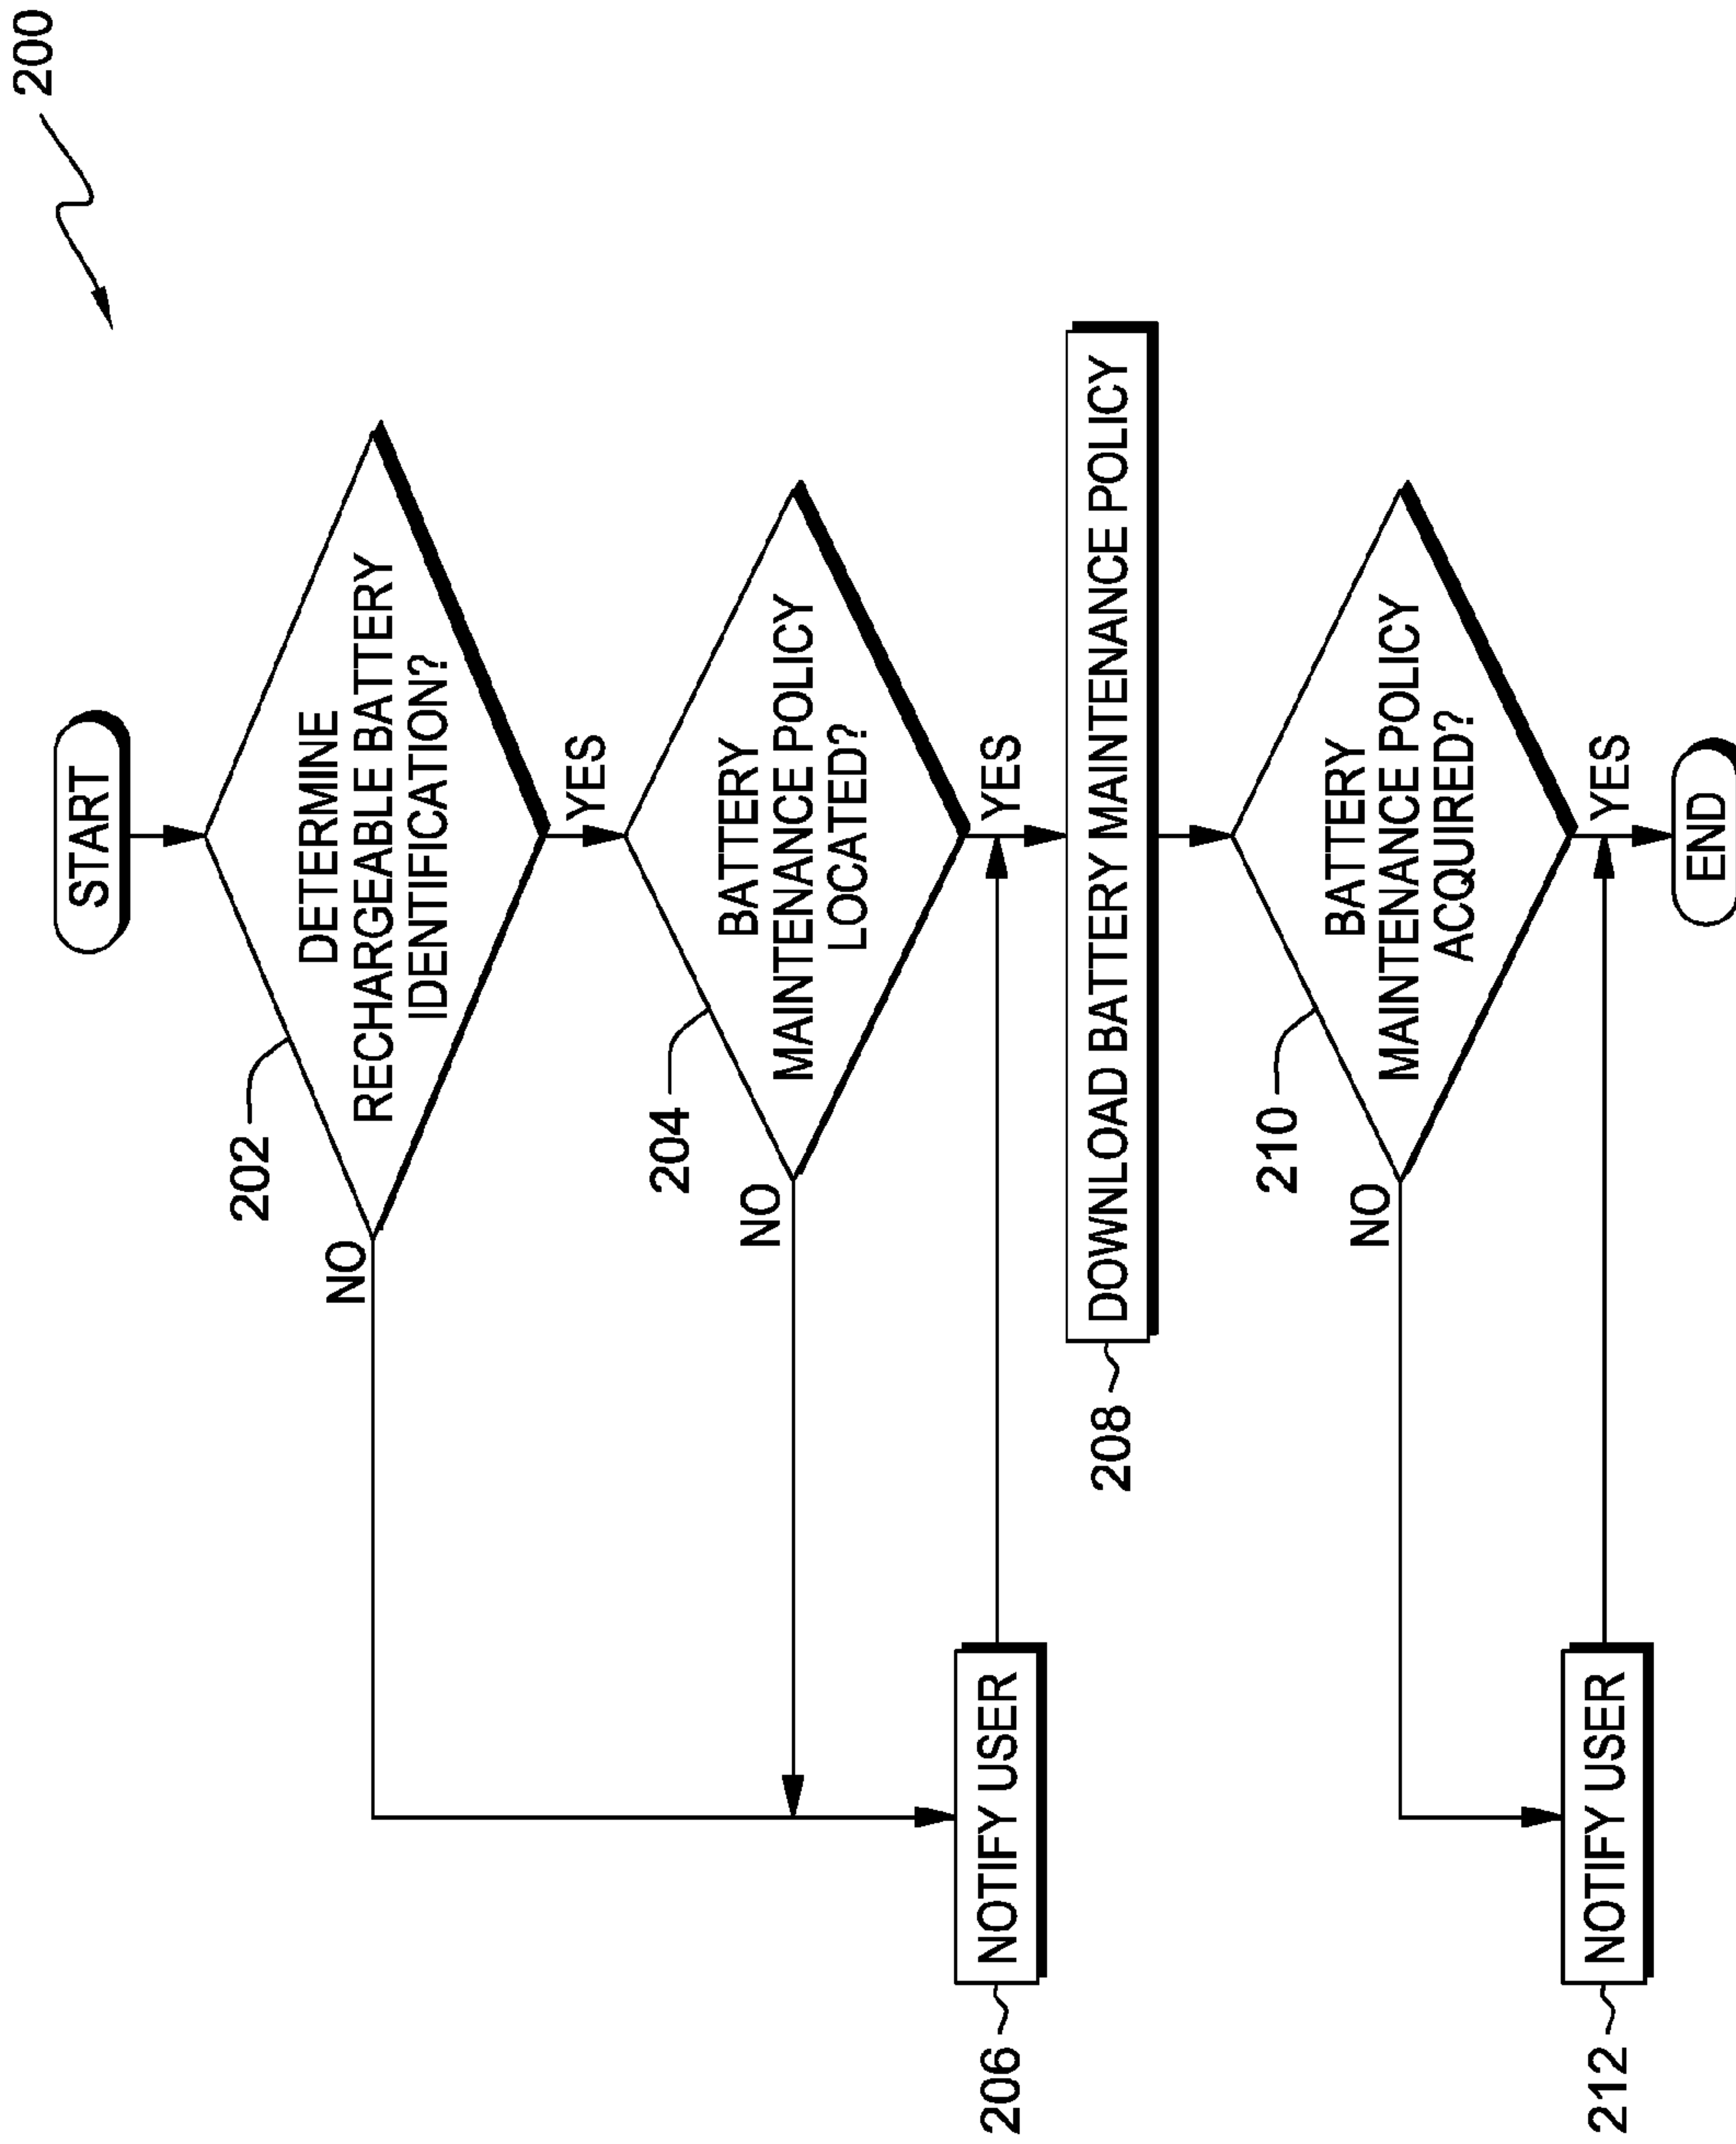 200
START
202
DETERMINE
RECHARGEABLE BATTERY
IDENTIFICATION?
NO
YES
204
BATTERY
MAINTENANCE POLICY
LOCATED?
NO
YES
206
NOTIFY USER
208
DOWNLOAD BATTERY MAINTENANCE POLICY
210
BATTERY
MAINTENANCE POLICY
ACQUIRED?
NO
YES
212
NOTIFY USER
END